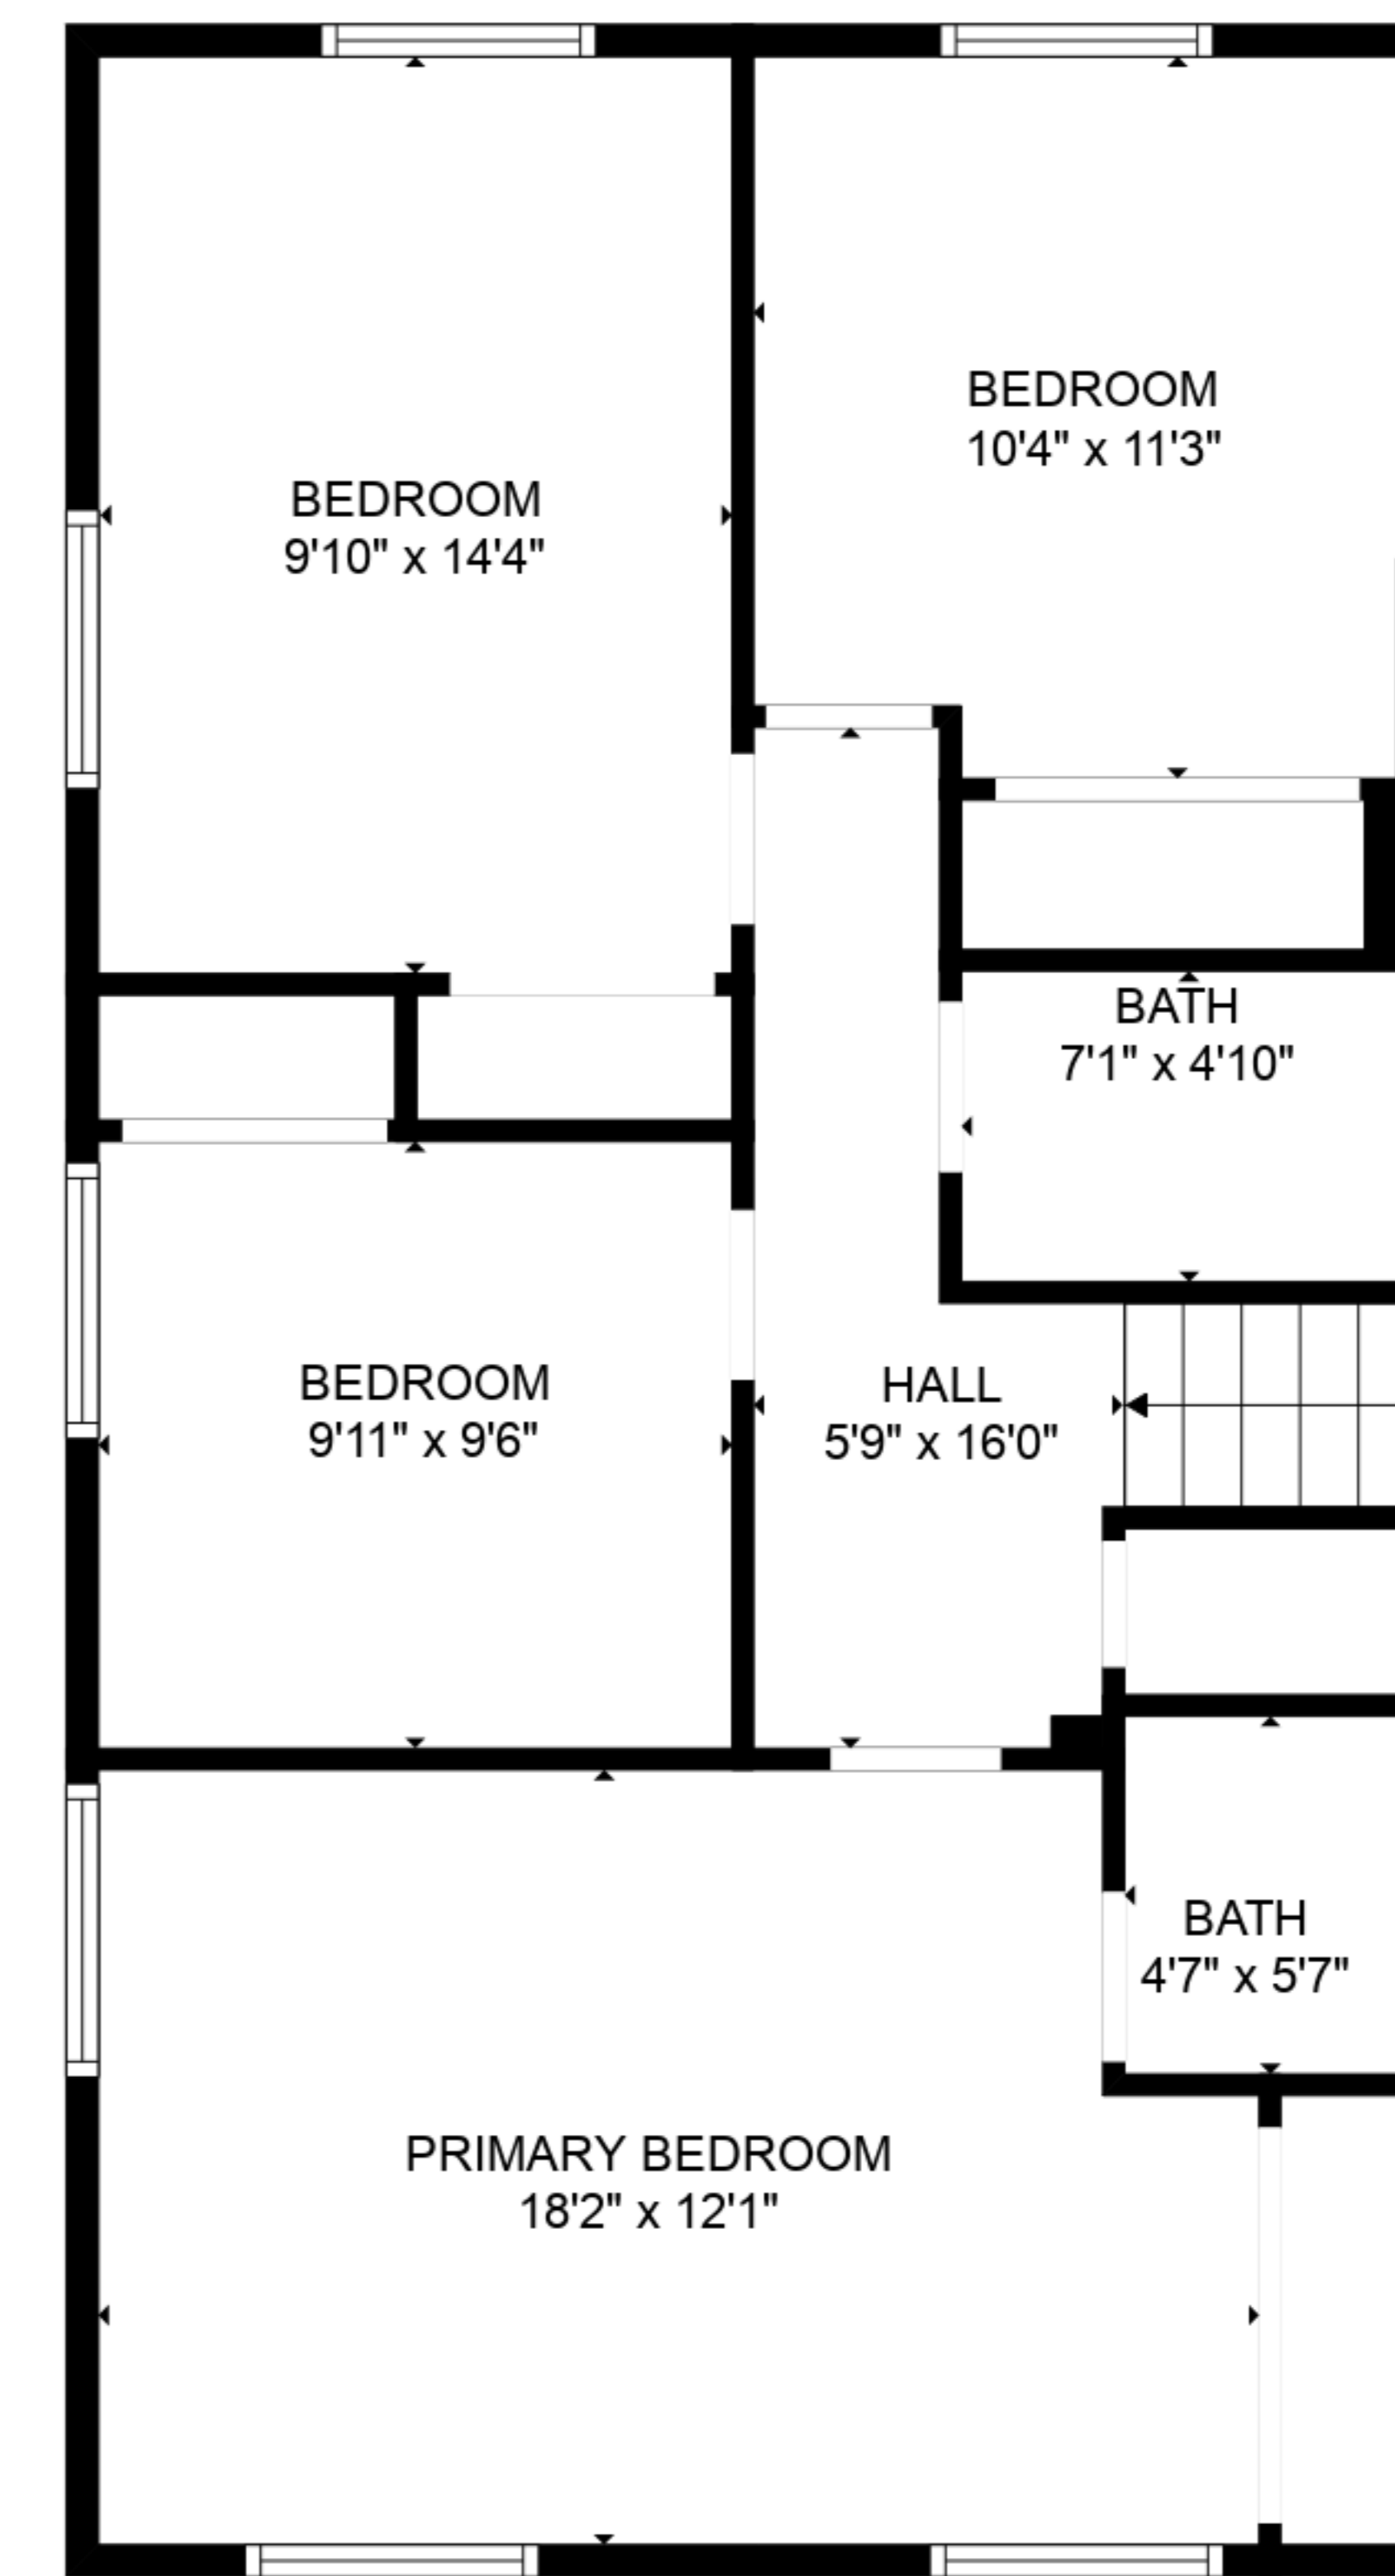 BEDROOM
10'4" x 11'3"
BEDROOM
9'10" x 14'4"
BATH
7'1" x 4'10"
BEDROOM
9'11" x 9'6"
HALL
5'9" x 16'0"
BATH
4'7" x 5'7"
PRIMARY BEDROOM
18'2" x 12'1"